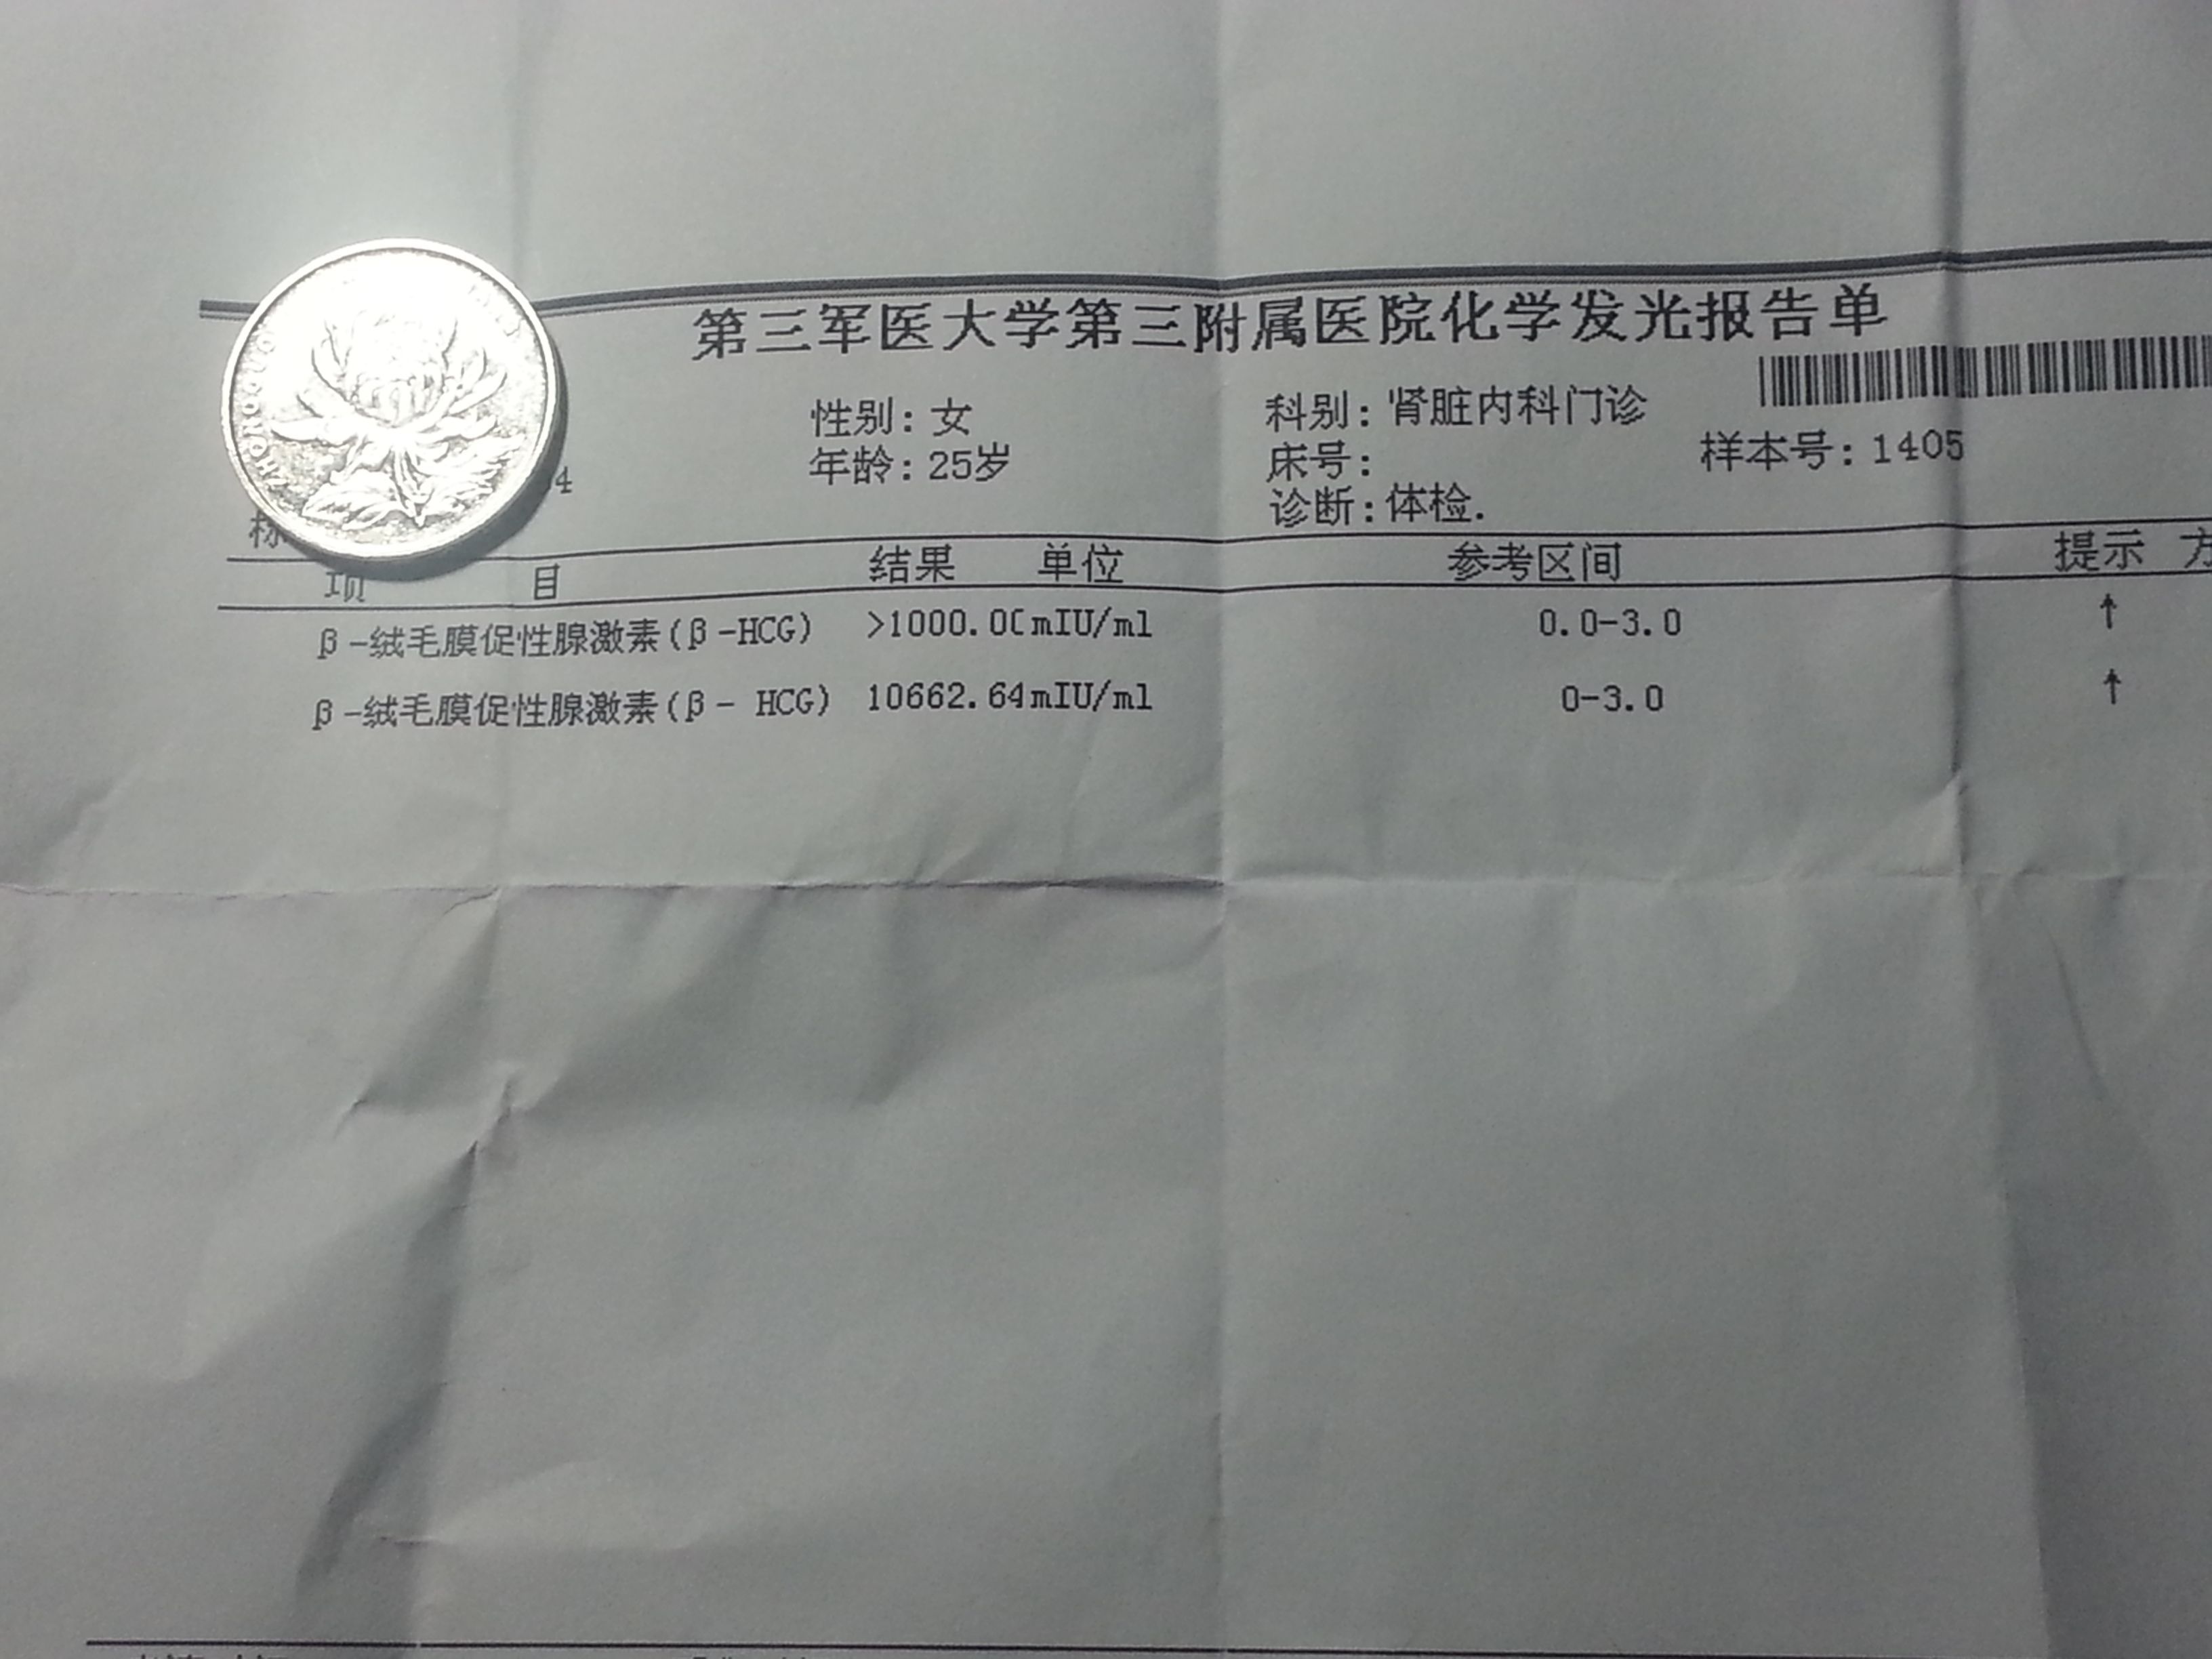 第三军医大学第三附属医院化学发光报告单
性别：女 科别：肾脏内科门诊
年龄：25岁 床号： 样本号：1405
4
诊断：体检.
项 目 结果 单位 参考区间 提示 方
β-绒毛膜促性腺激素(β-HCG) >1000.0 mIU/ml 0.0-3.0 ↑
β-绒毛膜促性腺激素(β- HCG) 10662.64 mIU/ml 0-3.0 ↑